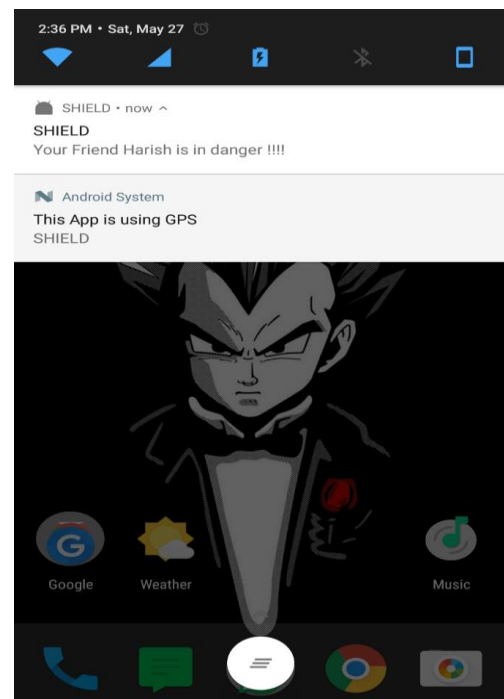 2:36 PM • Sat, May 27
SHIELD • now
SHIELD
Your Friend Harish is in danger !!!!
Android System
This App is using GPS
SHIELD
G
Google
Weather
Music